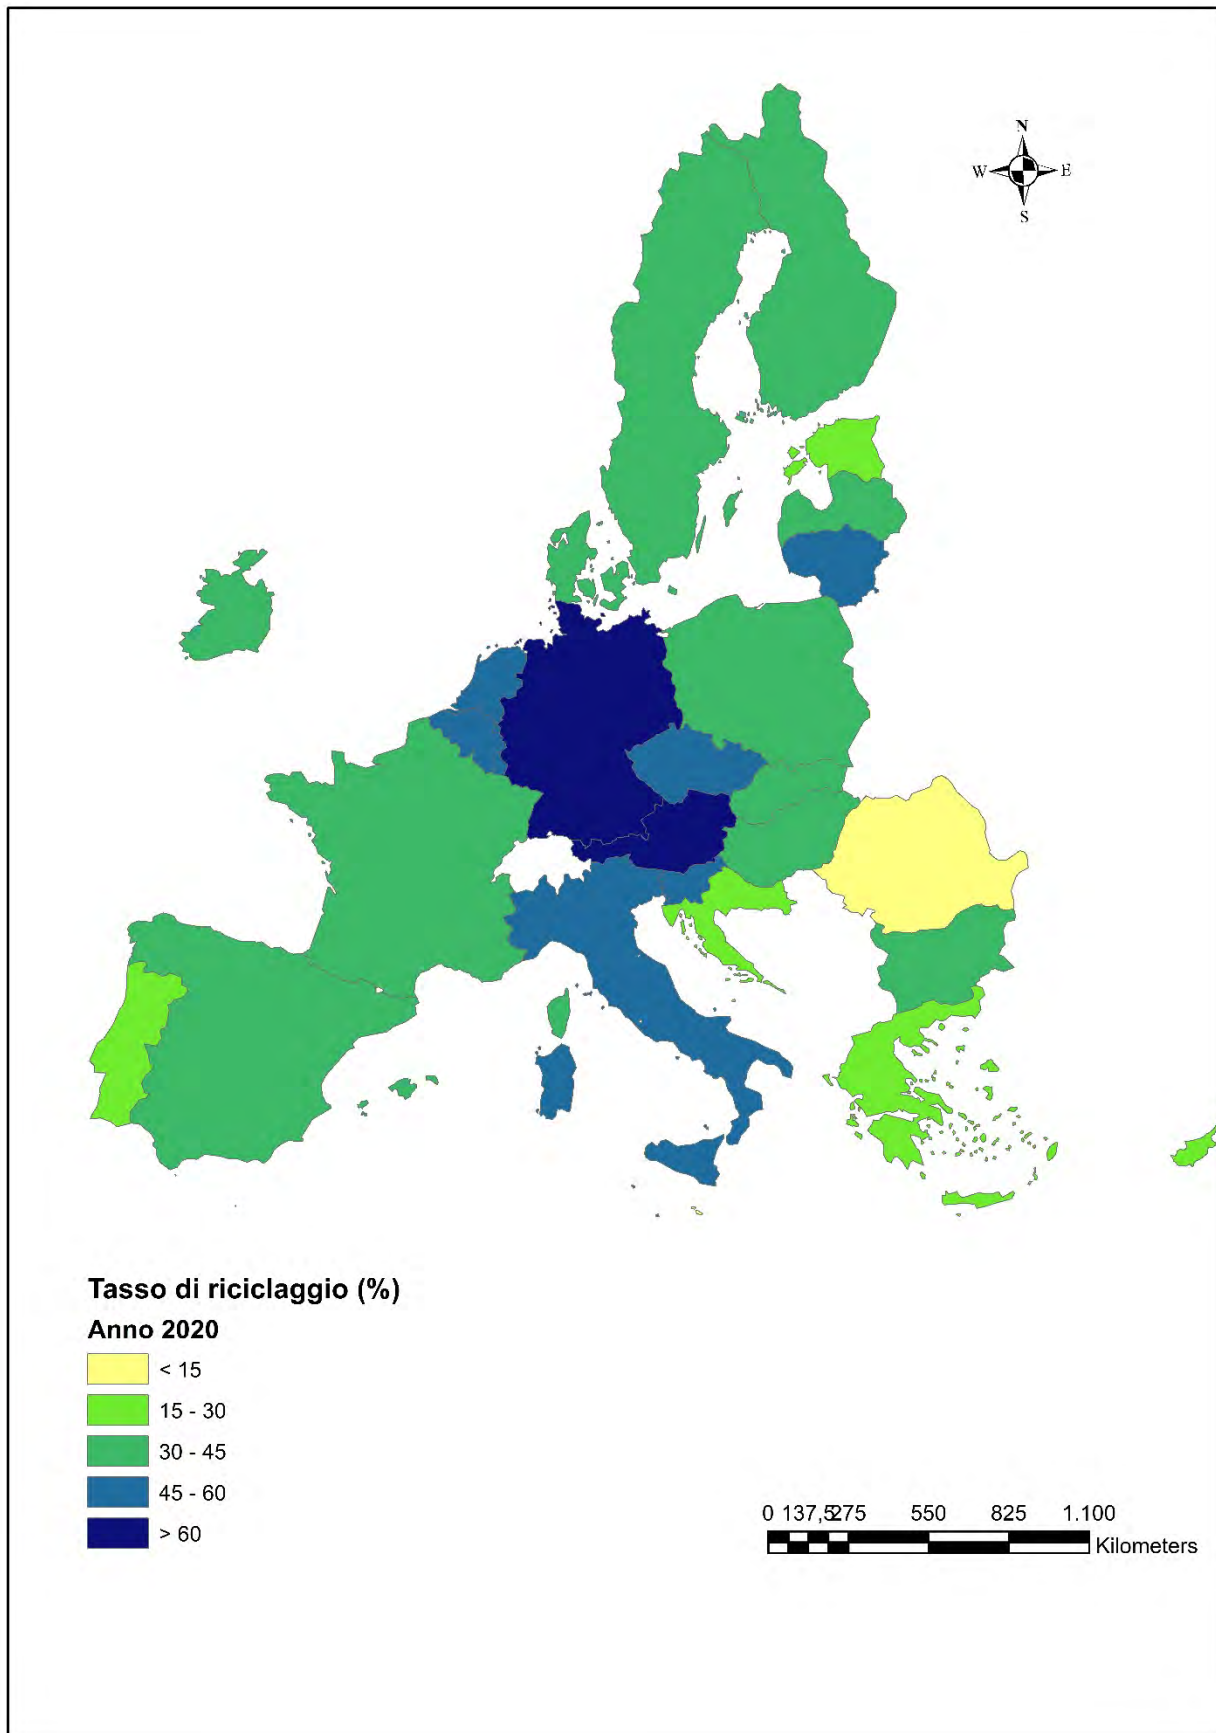 N
W E
S
Tasso di riciclaggio (%)
Anno 2020
< 15
15 - 30
30 - 45
45 - 60
> 60
0 137,5 275 550 825 1.100
Kilometers